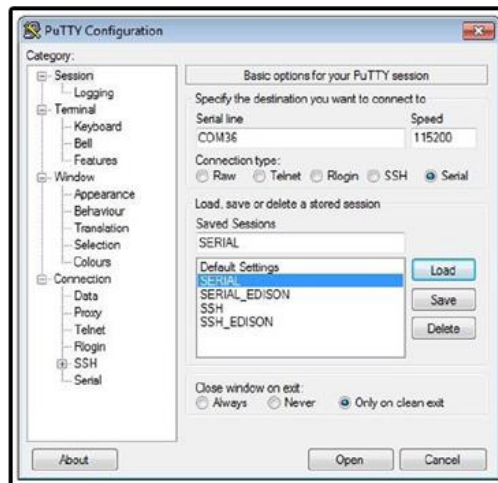 PuTTY Configuration
Category:
Session
Logging
Terminal
Keyboard
Bell
Features
Window
Appearance
Behaviour
Translation
Selection
Colours
Connection
Data
Proxy
Telnet
Rlogin
SSH
Serial
Basic options for your PuTTY session
Specify the destination you want to connect to
Serial line Speed
COM36 115200
Connection type:
Raw Telnet Rlogin SSH Serial
Load, save or delete a stored session
Saved Sessions
SERIAL
Default Settings
SERIAL
SERIAL_EDISON
SSH
SSH_EDISON
Load
Save
Delete
Close window on exit:
Always Never Only on clean exit
About Open Cancel